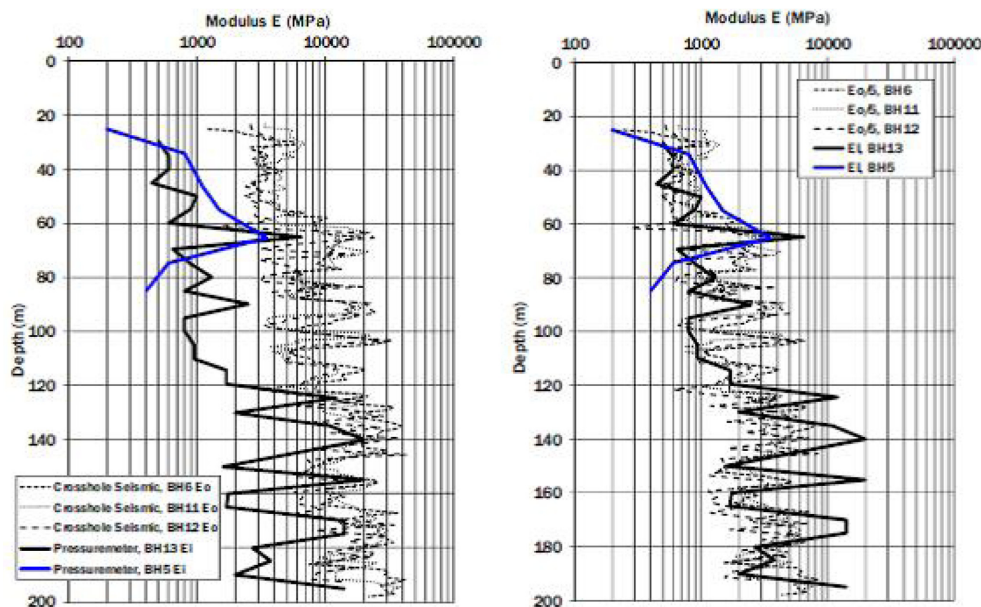 Modulus E (MPa)
100 1000 10000 100000
0
20
40
60
80
100
120
140
160
180
200
Depth (m)
Crosshole Seismic, BH6 Eo
Crosshole Seismic, BH11 Eo
Crosshole Seismic, BH12 Eo
Pressuremeter, BH13 Ei
Pressuremeter, BH5 Ei
Modulus E (MPa)
100 1000 10000 100000
0
20
40
60
80
100
120
140
160
180
200
Depth (m)
Eo/5, BH6
Eo/5, BH11
Eo/5, BH12
Ei, BH13
Ei, BH5